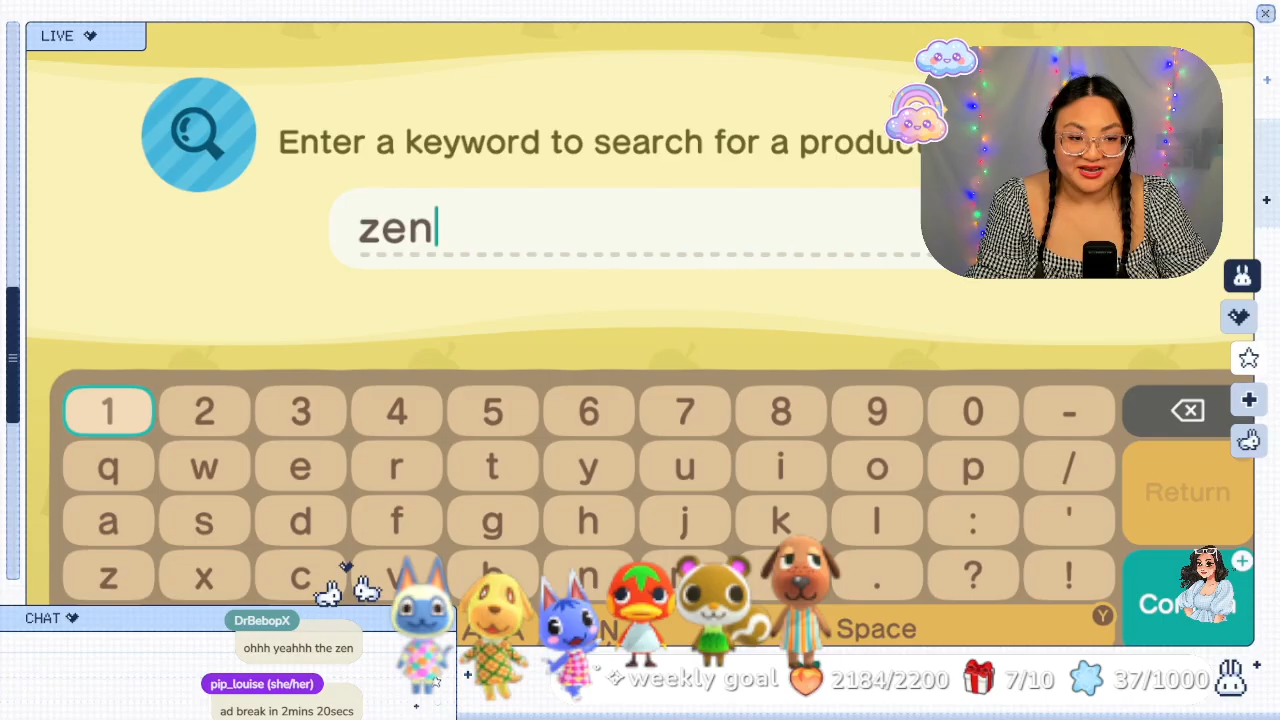 LIVE
Enter a keyword to search for a produc
zen
1 2 3 4 5 6 7 8 9 0 -
q w e r t y u i o p /
Return
a s d f g h j k l : '
z x c . ? !
Y
Space
CHAT
DrBebopX
ohhh yeahhh the zen
pip_louise (she/her)
ad break in 2mins 20secs
weekly goal 2184/2200 7/10 37/1000